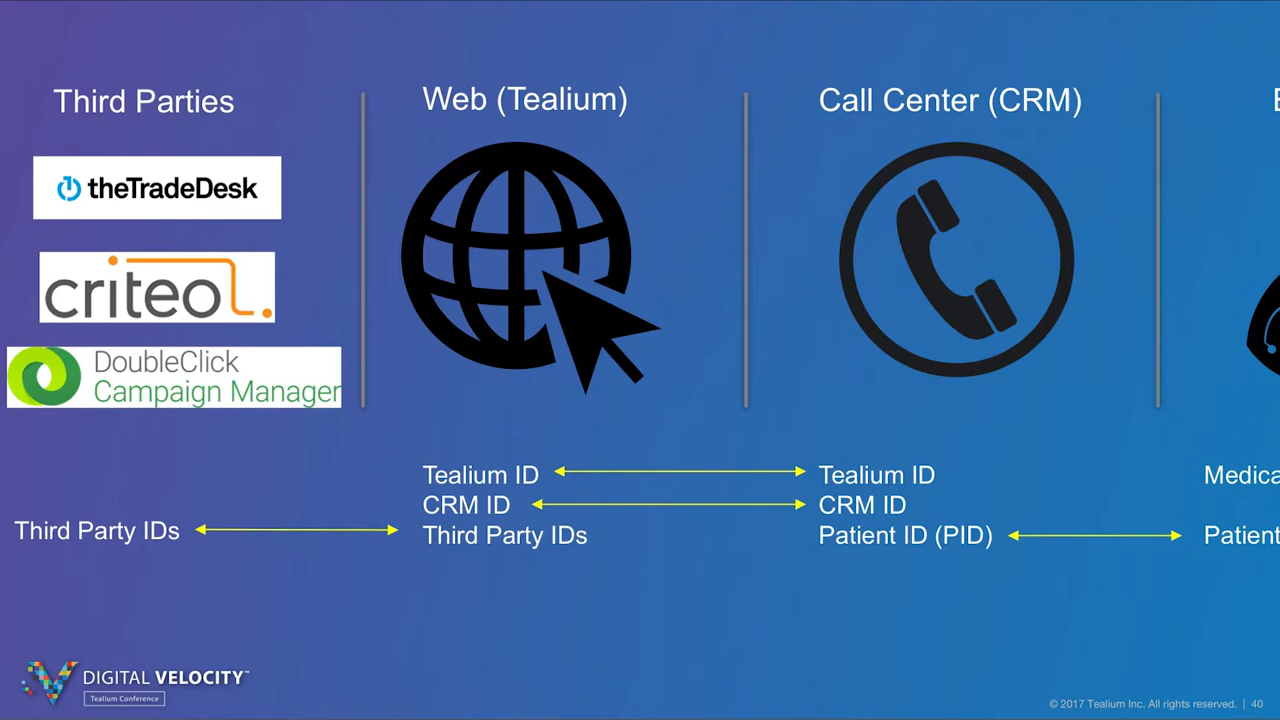 Third Parties
Web (Tealium)
Call Center (CRM)
theTradeDesk
criteo
DoubleClick
Campaign Manager
Tealium ID
CRM ID
Third Party IDs
Third Party IDs
Tealium ID
CRM ID
Patient ID (PID)
Patient
DIGITAL VELOCITY™
Tealium Conference
© 2017 Tealium Inc. All rights reserved. | 40